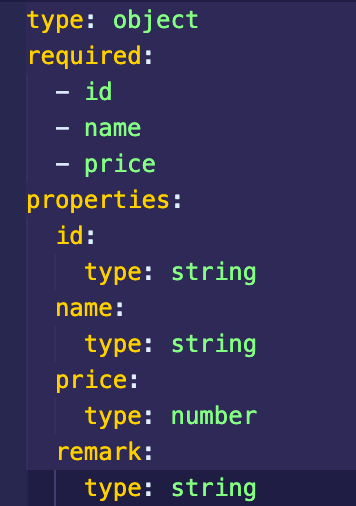 type: object
required:
  - id
  - name
  - price
properties:
  id:
    type: string
  name:
    type: string
  price:
    type: number
  remark:
    type: string